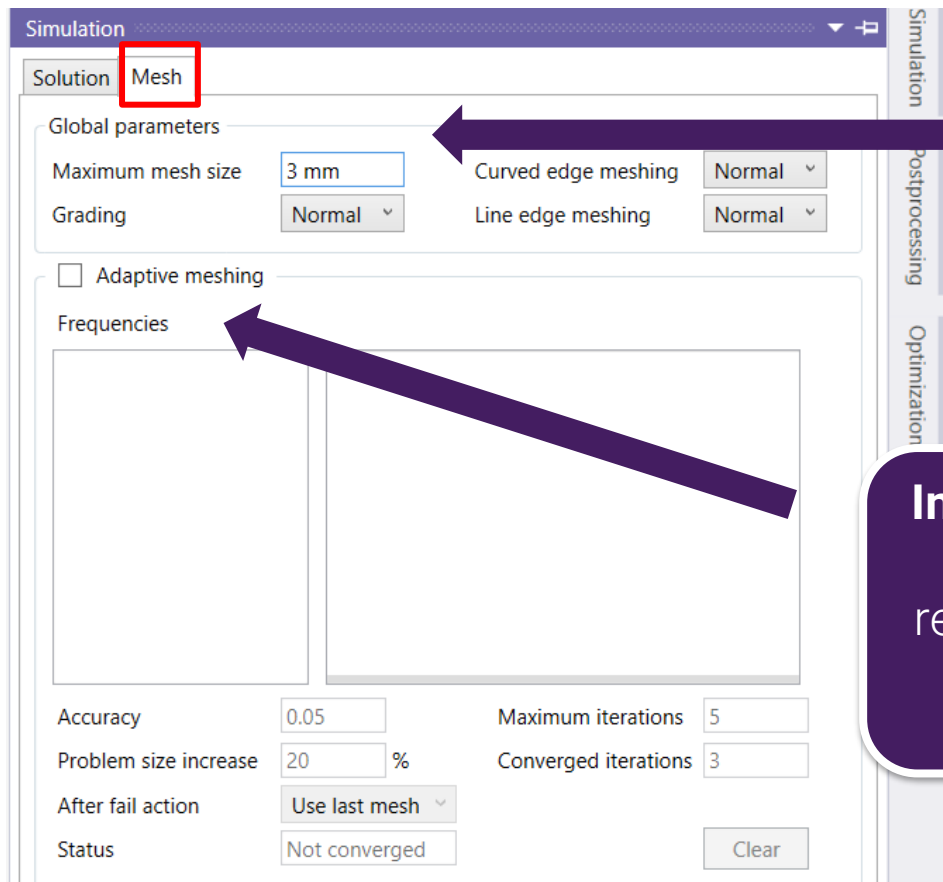 Simulation
Solution Mesh
Global parameters
Maximum mesh size 3 mm Curved edge meshing Normal
Grading Normal Line edge meshing Normal
Adaptive meshing
Frequencies
Accuracy 0.05 Maximum iterations 5
Problem size increase 20 % Converged iterations 3
After fail action Use last mesh
Status Not converged Clear
Simulation
Postprocessing
Optimization